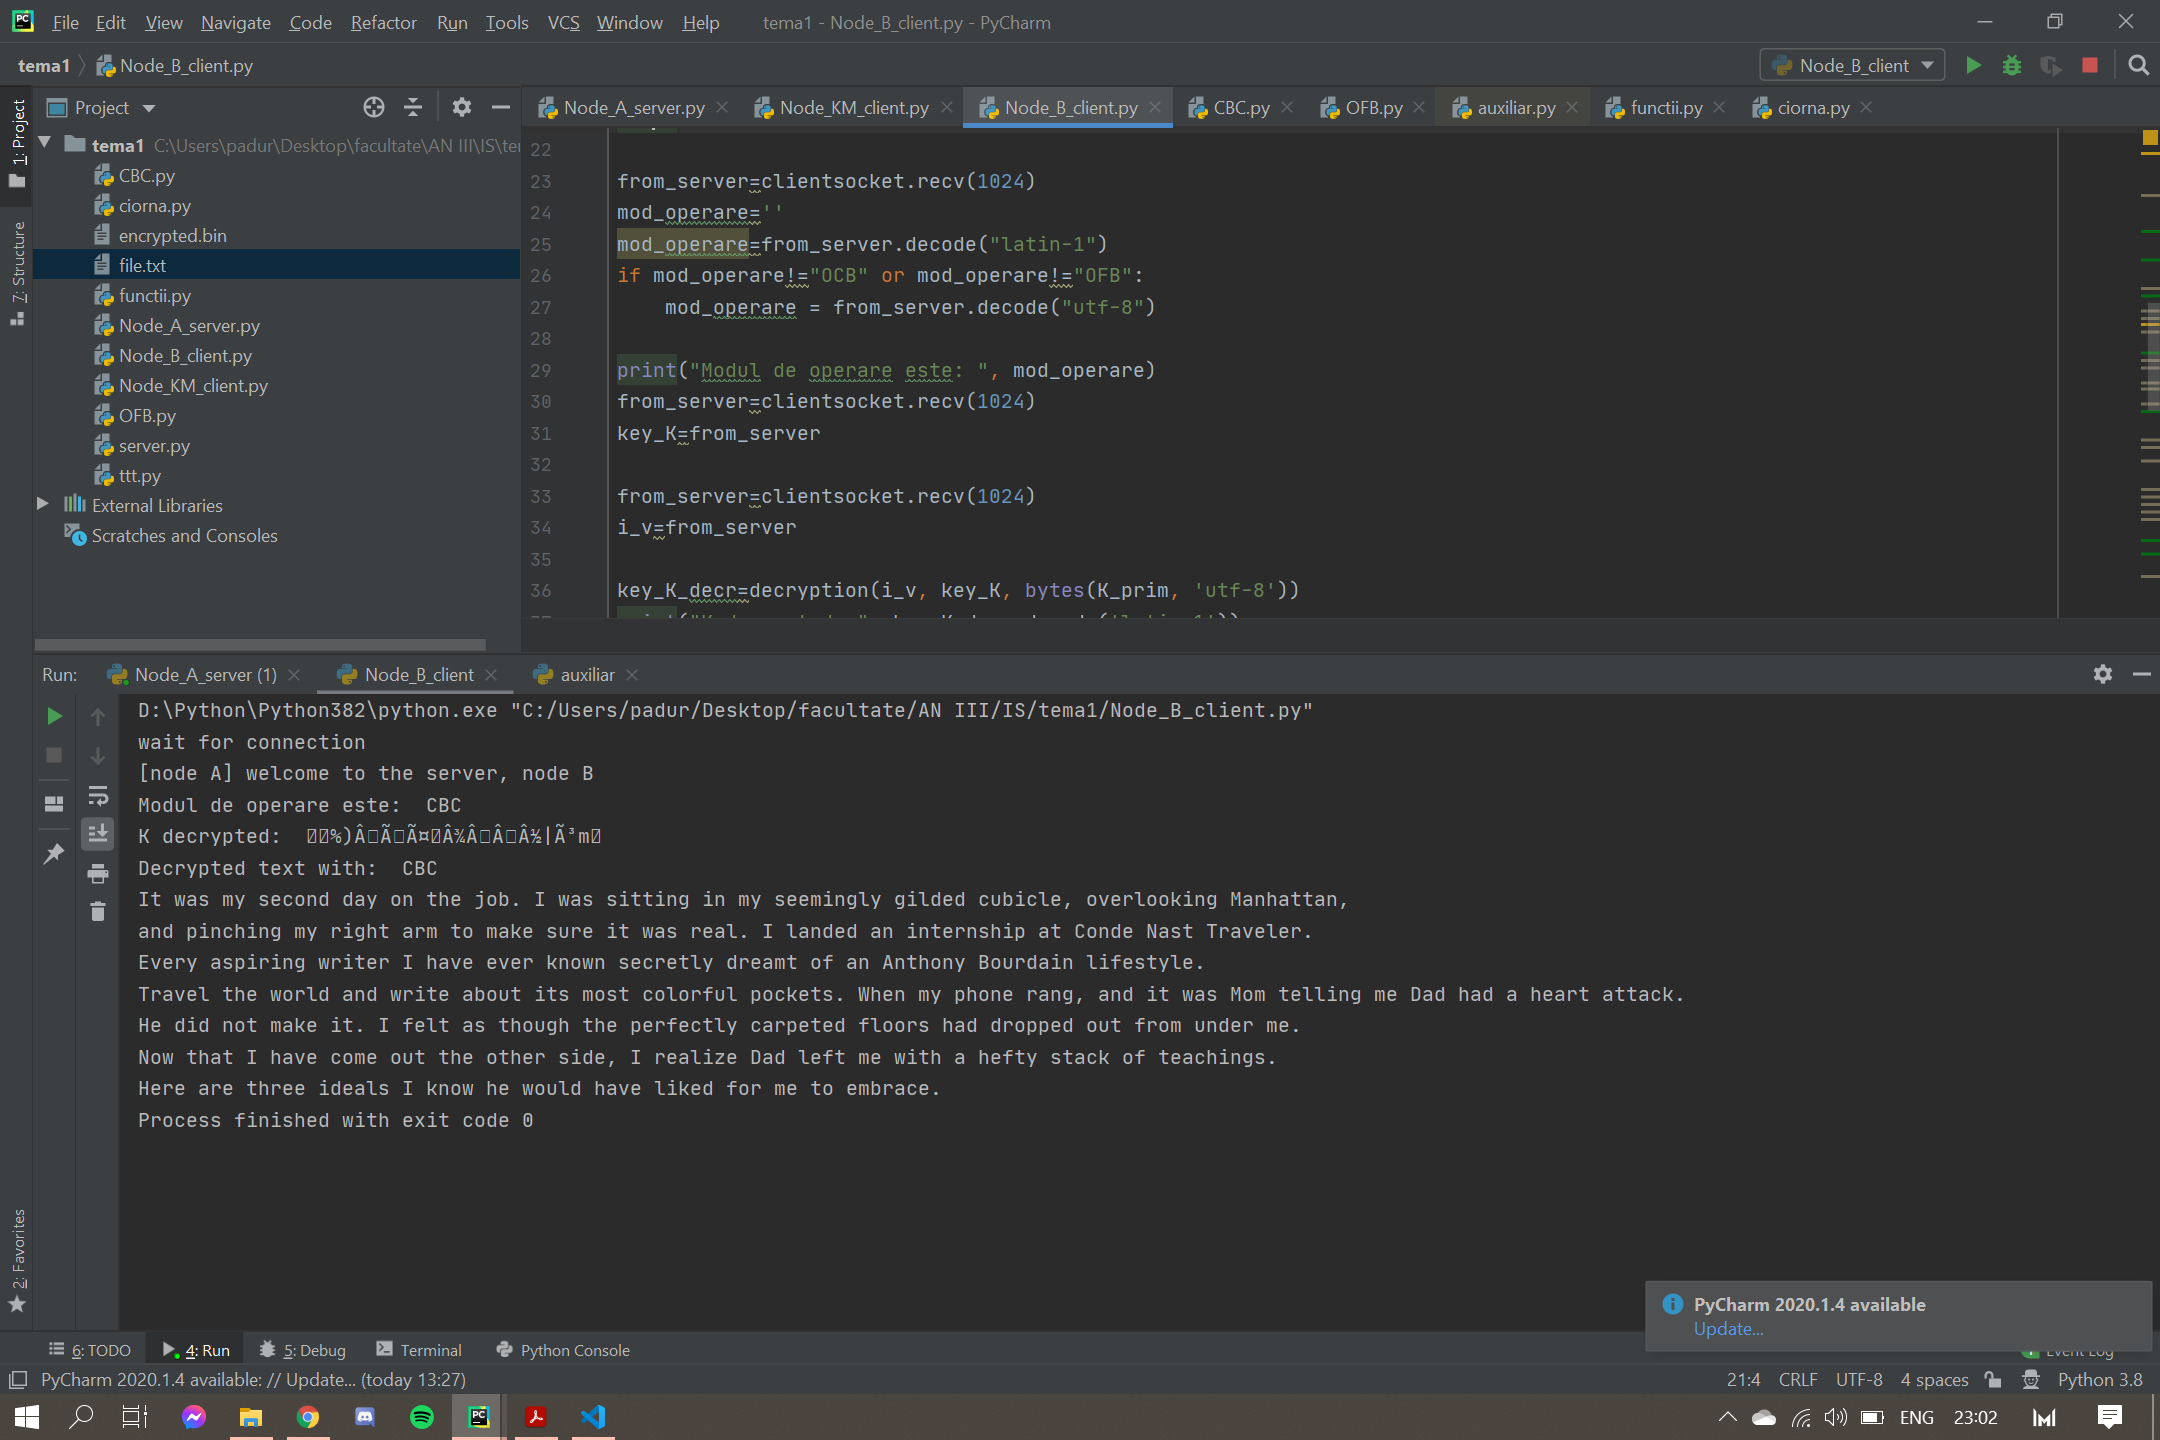 File Edit View Navigate Code Refactor Run Tools VCS Window Help tema1 - Node_B_client.py - PyCharm
tema1 Node_B_client.py Node_B_client
1: Project
7: Structure
2: Favorites
Project
tema1 C:\Users\padur\Desktop\facultate\AN III\IS\ter
CBC.py
ciorna.py
encrypted.bin
file.txt
functii.py
Node_A_server.py
Node_B_client.py
Node_KM_client.py
OFB.py
server.py
ttt.py
External Libraries
Scratches and Consoles
Node_A_server.py Node_KM_client.py Node_B_client.py CBC.py OFB.py auxiliar.py functii.py ciorna.py
22
23 from_server=clientsocket.recv(1024)
24 mod_operare=''
25 mod_operare=from_server.decode("latin-1")
26 if mod_operare!="OCB" or mod_operare!="OFB":
27 mod_operare = from_server.decode("utf-8")
28
29 print("Modul de operare este: ", mod_operare)
30 from_server=clientsocket.recv(1024)
31 key_K=from_server
32
33 from_server=clientsocket.recv(1024)
34 i_v=from_server
35
36 key_K_decr=decryption(i_v, key_K, bytes(K_prim, 'utf-8'))
Run: Node_A_server (1) Node_B_client auxiliar
D:\Python\Python382\python.exe "C:/Users/padur/Desktop/facultate/AN III/IS/tema1/Node_B_client.py"
wait for connection
[node A] welcome to the server, node B
Modul de operare este:  CBC
K decrypted:
Decrypted text with:  CBC
It was my second day on the job. I was sitting in my seemingly gilded cubicle, overlooking Manhattan,
and pinching my right arm to make sure it was real. I landed an internship at Conde Nast Traveler.
Every aspiring writer I have ever known secretly dreamt of an Anthony Bourdain lifestyle.
Travel the world and write about its most colorful pockets. When my phone rang, and it was Mom telling me Dad had a heart attack.
He did not make it. I felt as though the perfectly carpeted floors had dropped out from under me.
Now that I have come out the other side, I realize Dad left me with a hefty stack of teachings.
Here are three ideals I know he would have liked for me to embrace.
Process finished with exit code 0
PyCharm 2020.1.4 available
Update...
6: TODO 4: Run 5: Debug Terminal Python Console Event Log
PyCharm 2020.1.4 available: // Update... (today 13:27) 21:4 CRLF UTF-8 4 spaces Python 3.8
ENG 23:02